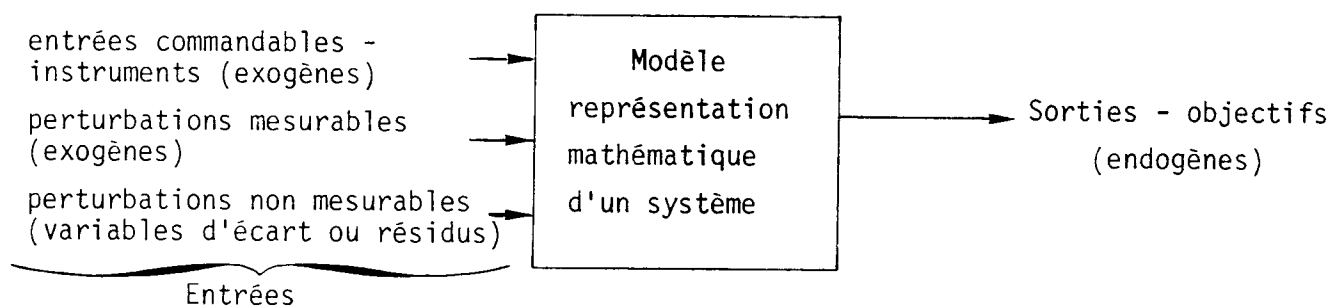 entrées commandables -
instruments (exogènes)
perturbations mesurables
(exogènes)
perturbations non mesurables
(variables d'écart ou résidus)
Entrées
Modèle
représentation
mathématique
d'un système
Sorties - objectifs
(endogènes)